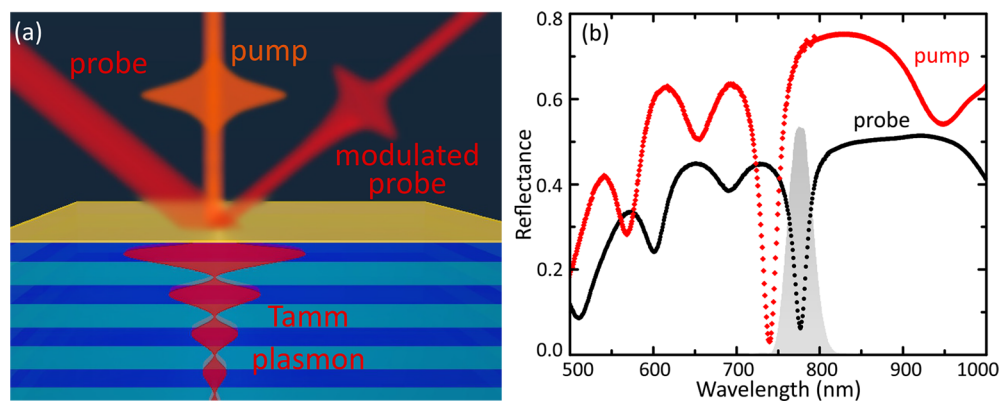 (a)
probe
pump
modulated
probe
Tamm
plasmon
(b)
pump
probe
Reflectance
0.8
0.6
0.4
0.2
0.0
500 600 700 800 900 1000
Wavelength (nm)